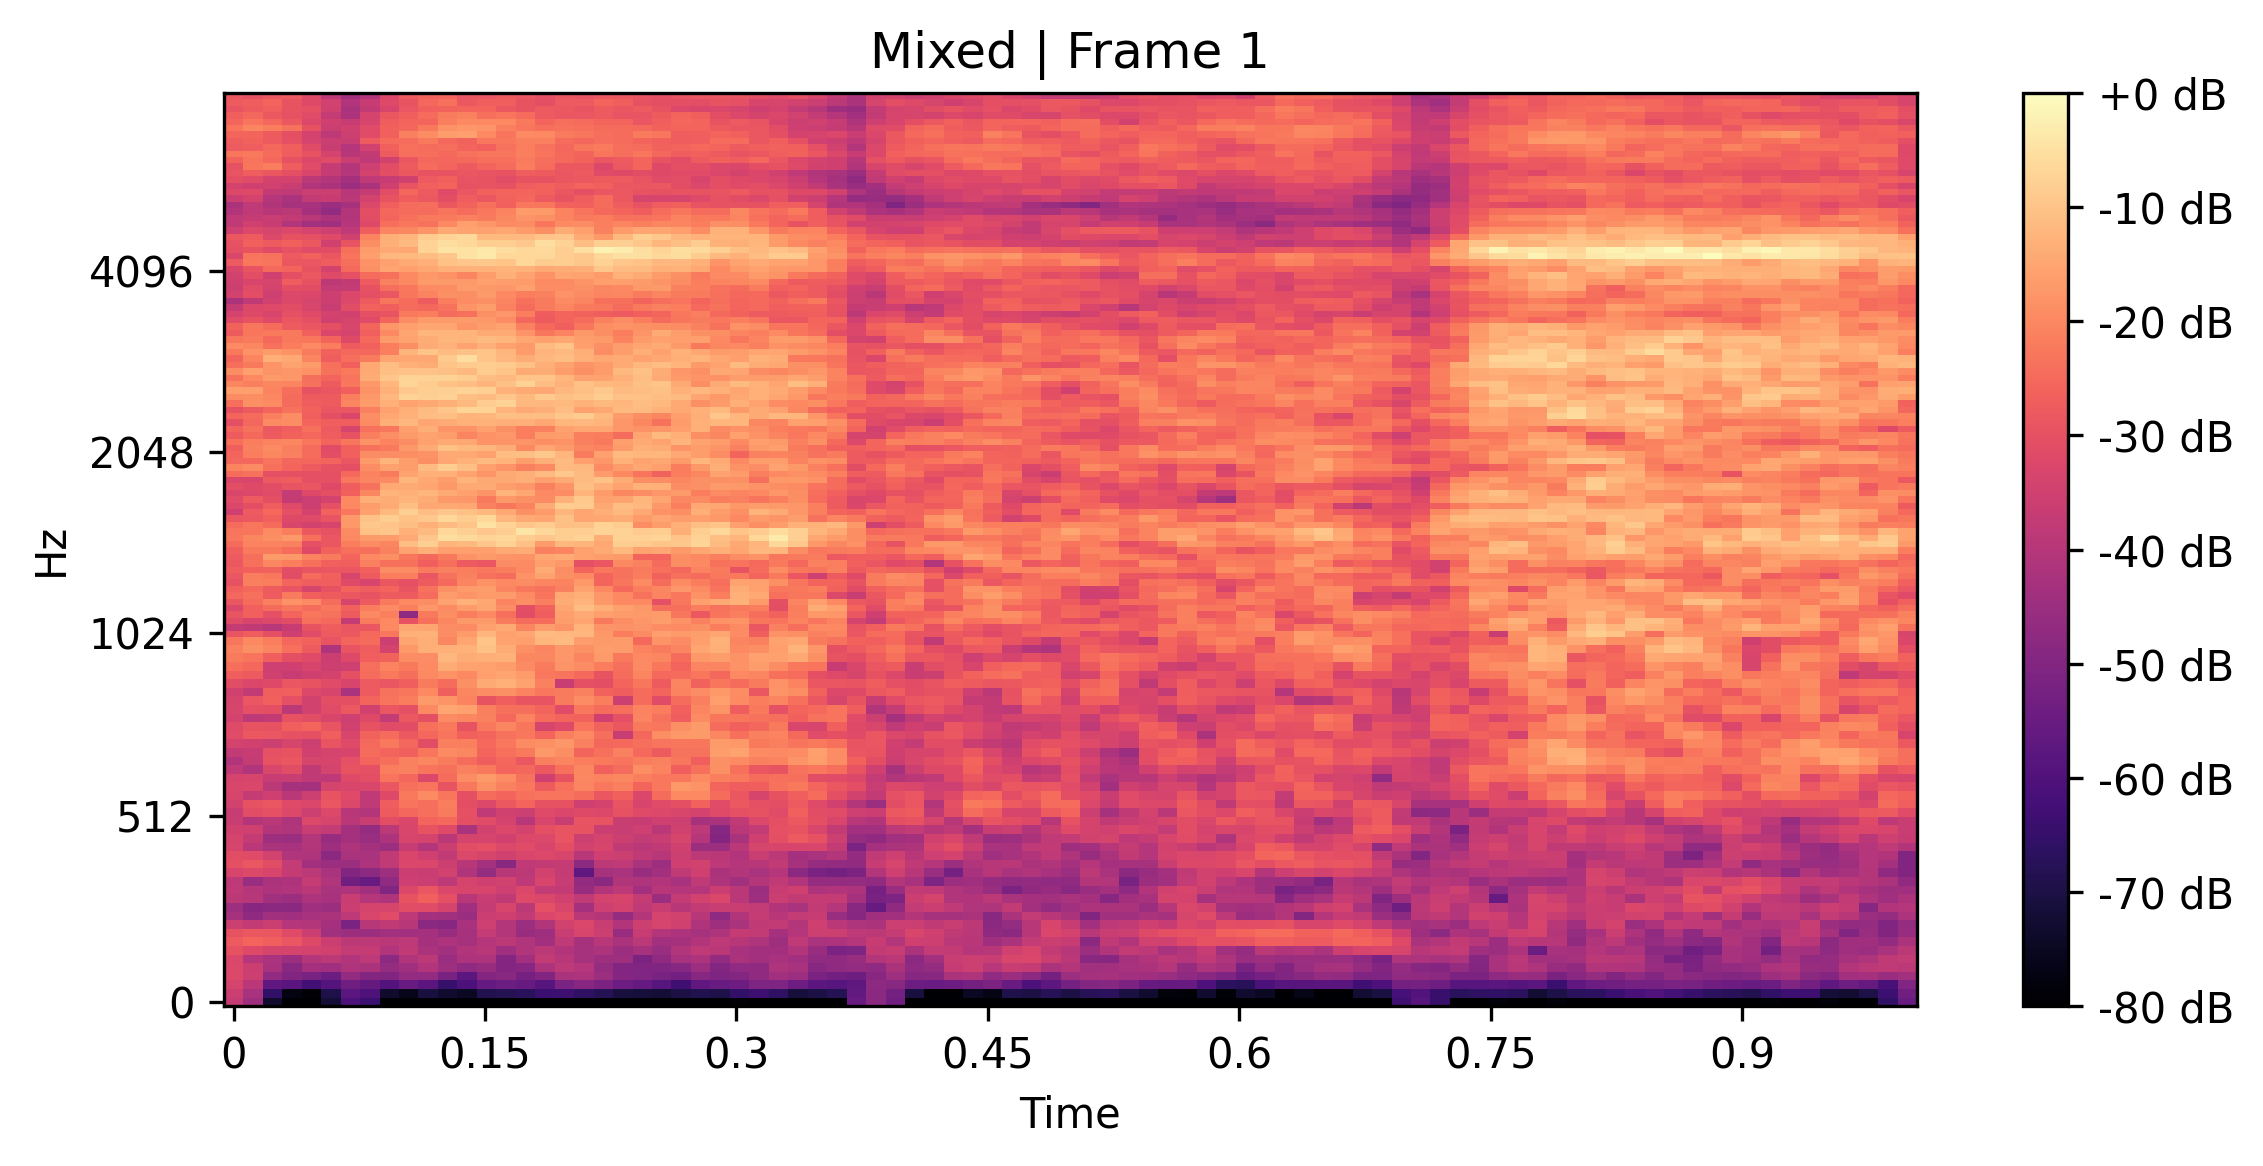 Mixed | Frame 1
Hz
4096
2048
1024
512
0
0 0.15 0.3 0.45 0.6 0.75 0.9
Time
+0 dB
-10 dB
-20 dB
-30 dB
-40 dB
-50 dB
-60 dB
-70 dB
-80 dB